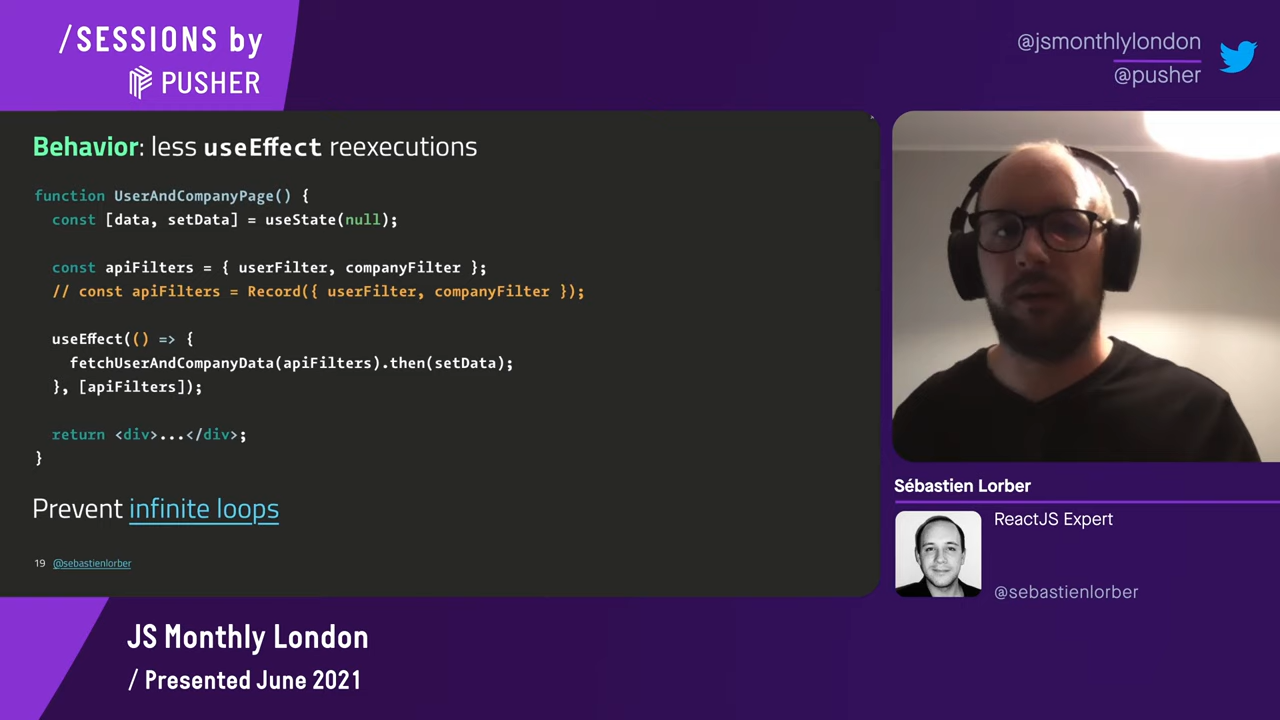 /SESSIONS by
PUSHER
@jsmonthlylondon
@pusher
Behavior: less useEffect reexecutions
function UserAndCompanyPage() {
const [data, setData] = useState(null);
const apiFilters = { userFilter, companyFilter };
// const apiFilters = Record({ userFilter, companyFilter });
useEffect(() => {
fetchUserAndCompanyData(apiFilters).then(setData);
}, [apiFilters]);
return <div>...</div>;
}
Prevent infinite loops
19 @sebastienlorber
Sébastien Lorber
ReactJS Expert
@sebastienlorber
JS Monthly London
/ Presented June 2021